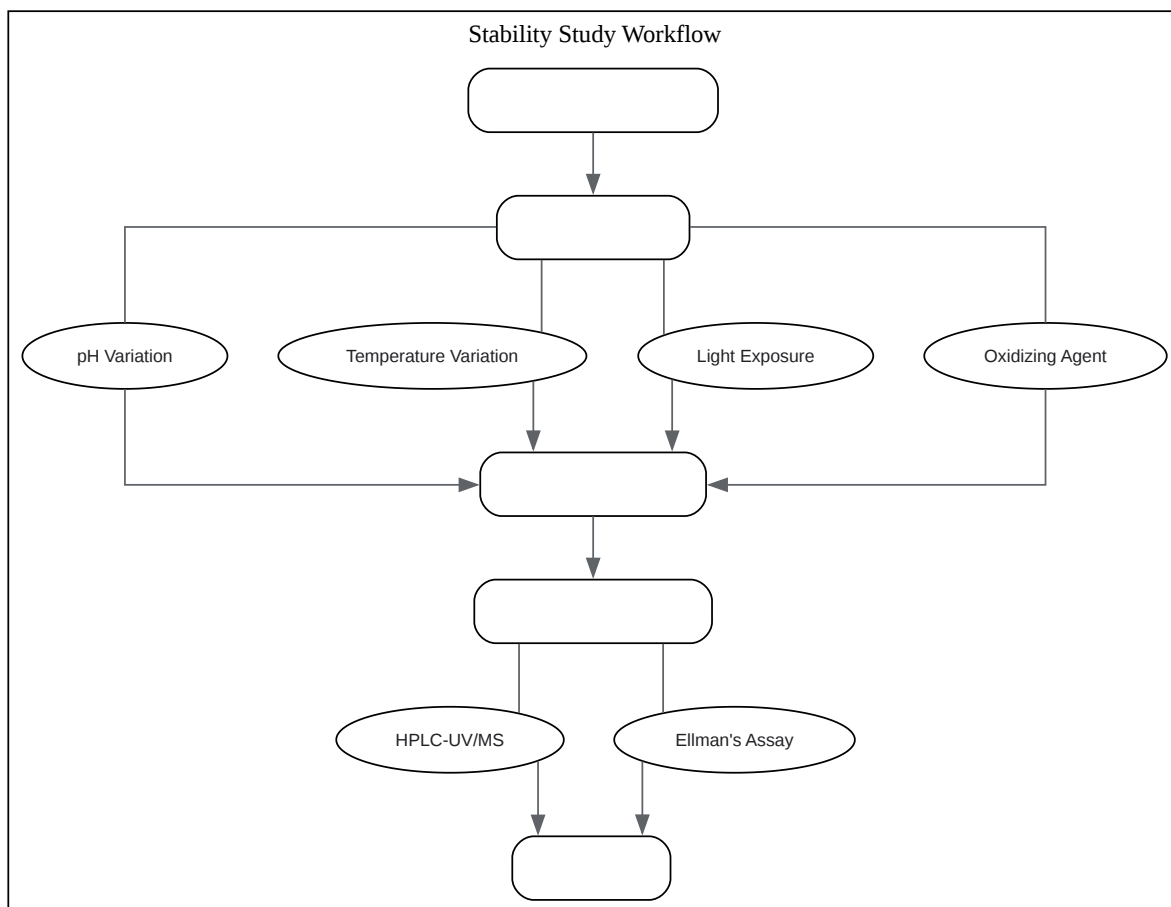 Stability Study Workflow
pH Variation
Temperature Variation
Light Exposure
Oxidizing Agent
HPLC-UV/MS
Ellman's Assay